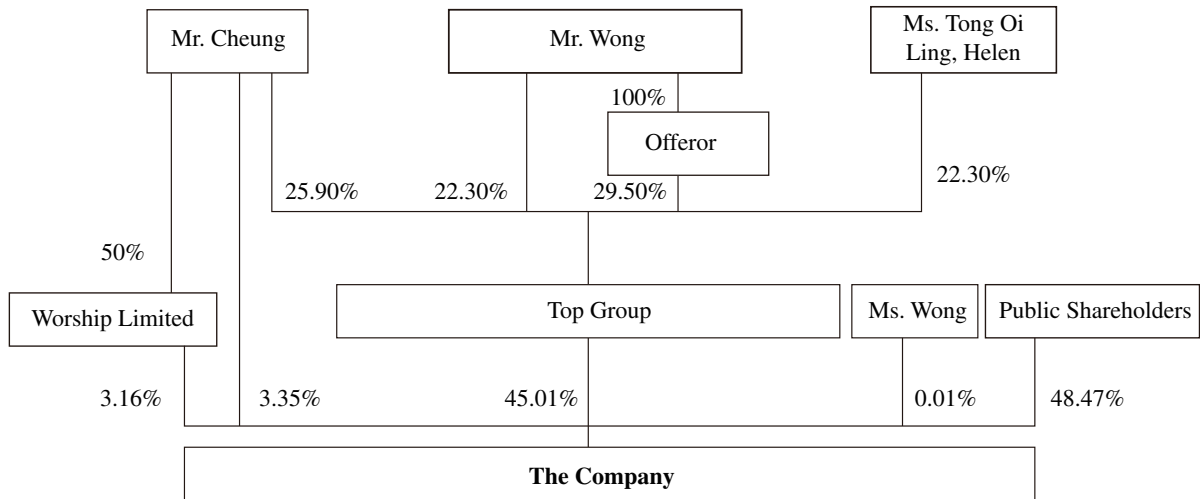 Mr. Cheung
Mr. Wong
Ms. Tong Oi
Ling, Helen
100%
Offeror
25.90%
22.30%
29.50%
22.30%
50%
Worship Limited
Top Group
Ms. Wong
Public Shareholders
3.16%
3.35%
45.01%
0.01%
48.47%
The Company